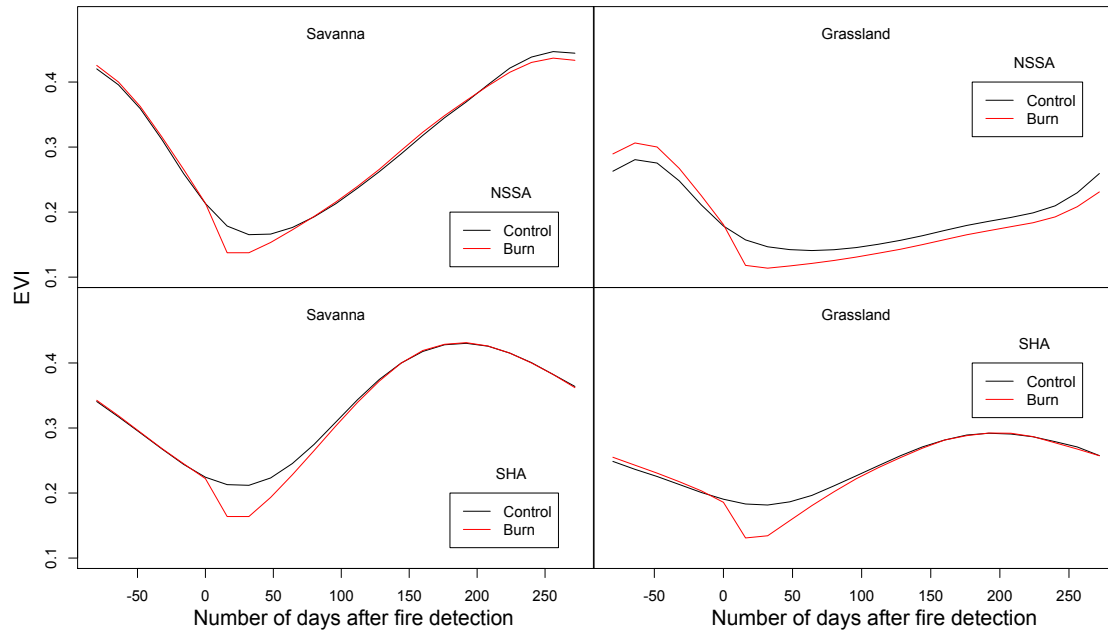 Savanna
NSSA
Control
Burn
Grassland
NSSA
Control
Burn
0.4
0.3
0.2
0.1
EVI
Savanna
SHA
Control
Burn
Grassland
SHA
Control
Burn
0.4
0.3
0.2
0.1
-50 0 50 100 150 200 250
-50 0 50 100 150 200 250
Number of days after fire detection
Number of days after fire detection